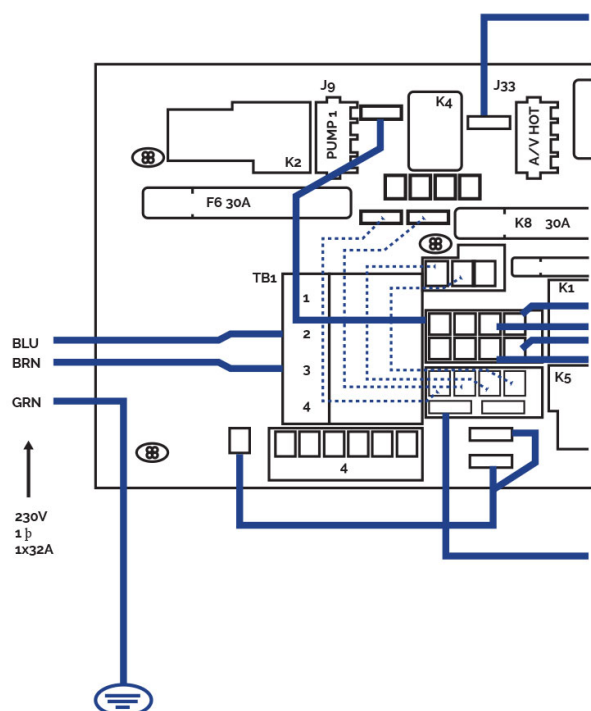 J9
J33
PUMP 1
K4
A/V HOT
K2
F6 30A
K8 30A
TB1
K1
1
2
3
4
BLU
BRN
GRN
K5
4
230V
1 þ
1x32A